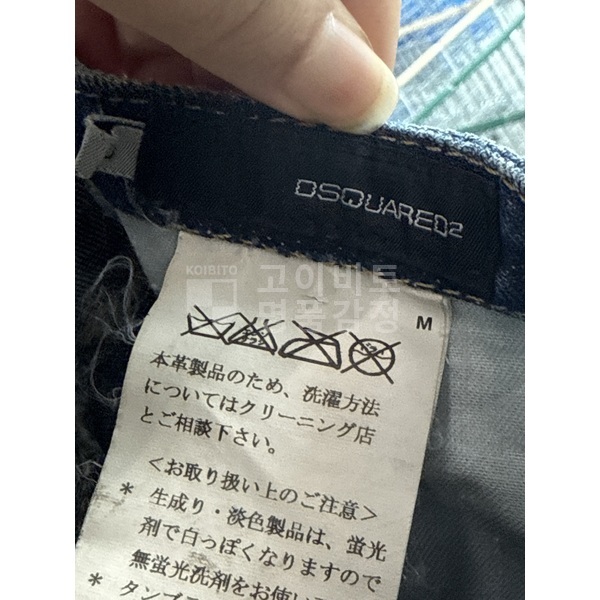 DSQUARED2
KOIBITO
고이비토
명품감정
M
本革製品のため、洗濯方法
についてはクリーニング店
とご相談下さい。
＜お取り扱い上のご注意＞
* 生成り・淡色製品は、蛍光
剤で白っぽくなりますので
無蛍光洗剤をお使い
* タンブラ